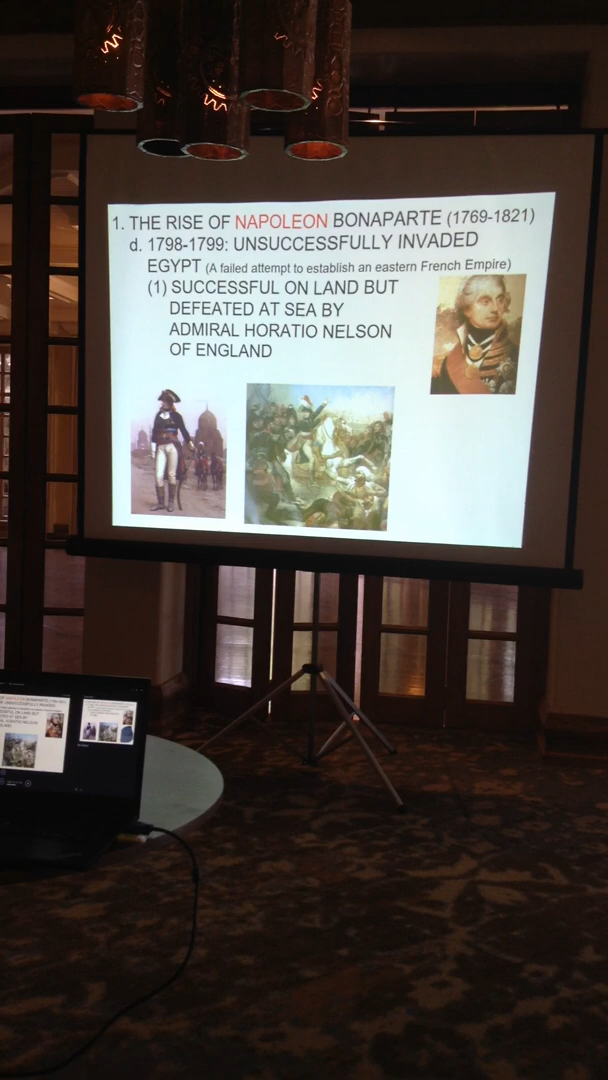 1. THE RISE OF NAPOLEON BONAPARTE (1769-1821)
d. 1798-1799: UNSUCCESSFULLY INVADED
EGYPT (A failed attempt to establish an eastern French Empire)
(1) SUCCESSFUL ON LAND BUT
DEFEATED AT SEA BY
ADMIRAL HORATIO NELSON
OF ENGLAND